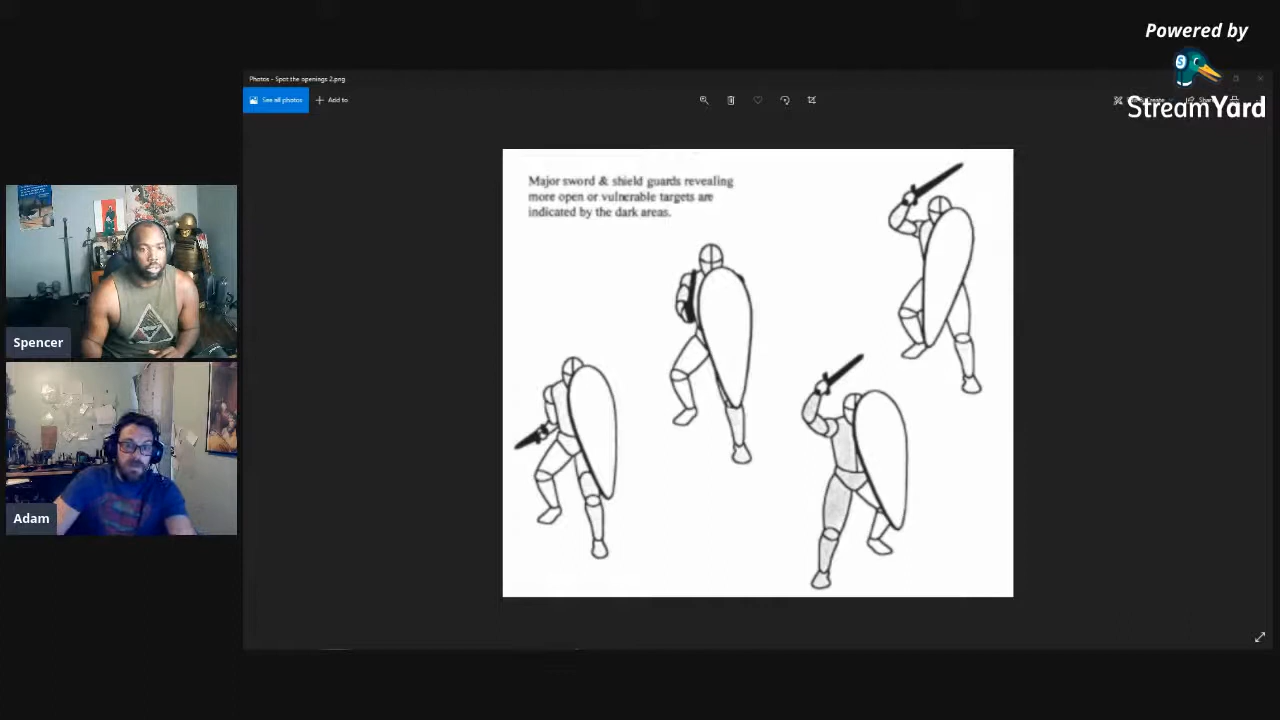 Powered by
StreamYard
Photos - Spot the openings 2.png
See all photos
Add to
Major sword & shield guards revealing
more open or vulnerable targets are
indicated by the dark areas.
Spencer
Adam